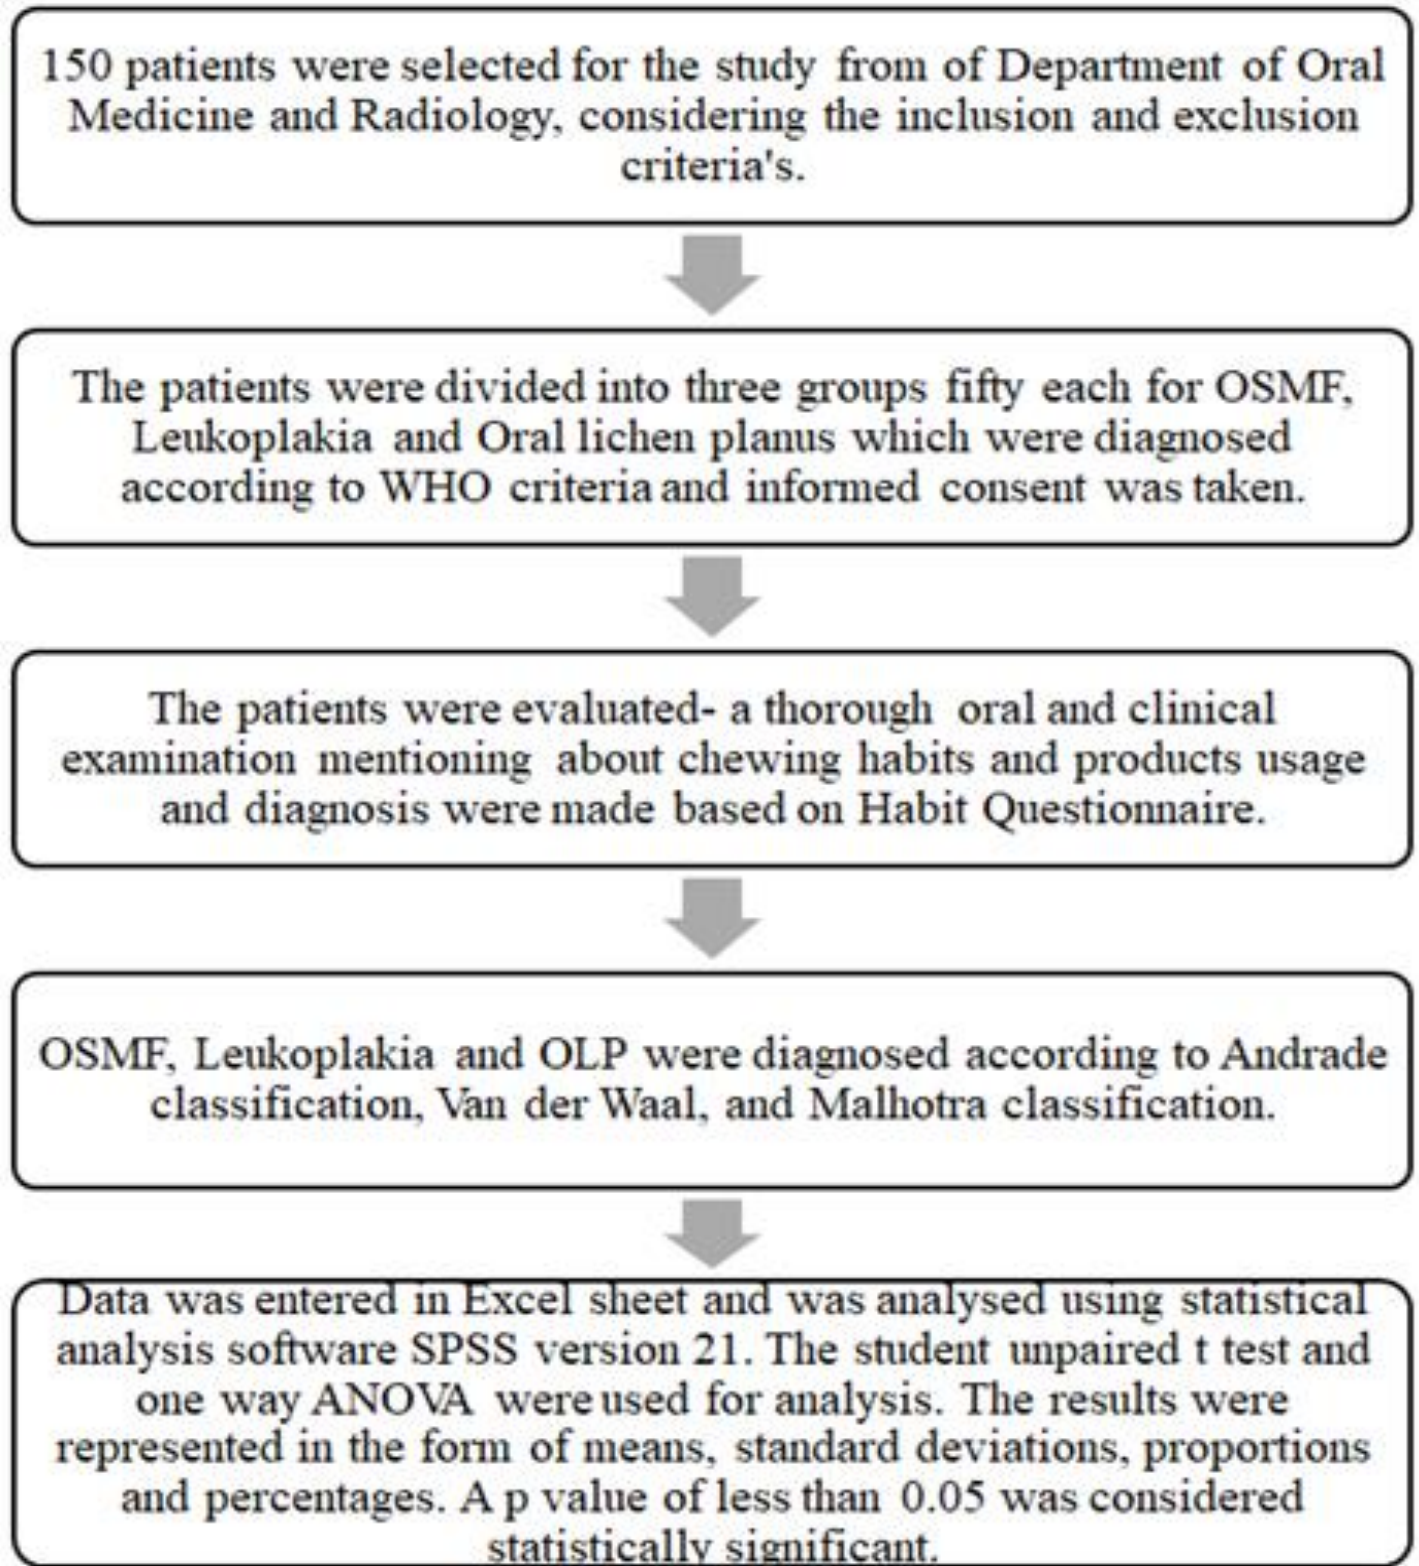 150 patients were selected for the study from of Department of Oral
Medicine and Radiology, considering the inclusion and exclusion
criteria's.
The patients were divided into three groups fifty each for OSMF,
Leukoplakia and Oral lichen planus which were diagnosed
according to WHO criteria and informed consent was taken.
The patients were evaluated- a thorough oral and clinical
examination mentioning about chewing habits and products usage
and diagnosis were made based on Habit Questionnaire.
OSMF, Leukoplakia and OLP were diagnosed according to Andrade
classification, Van der Waal, and Malhotra classification.
Data was entered in Excel sheet and was analysed using statistical
analysis software SPSS version 21. The student unpaired t test and
one way ANOVA were used for analysis. The results were
represented in the form of means, standard deviations, proportions
and percentages. A p value of less than 0.05 was considered
statistically significant.